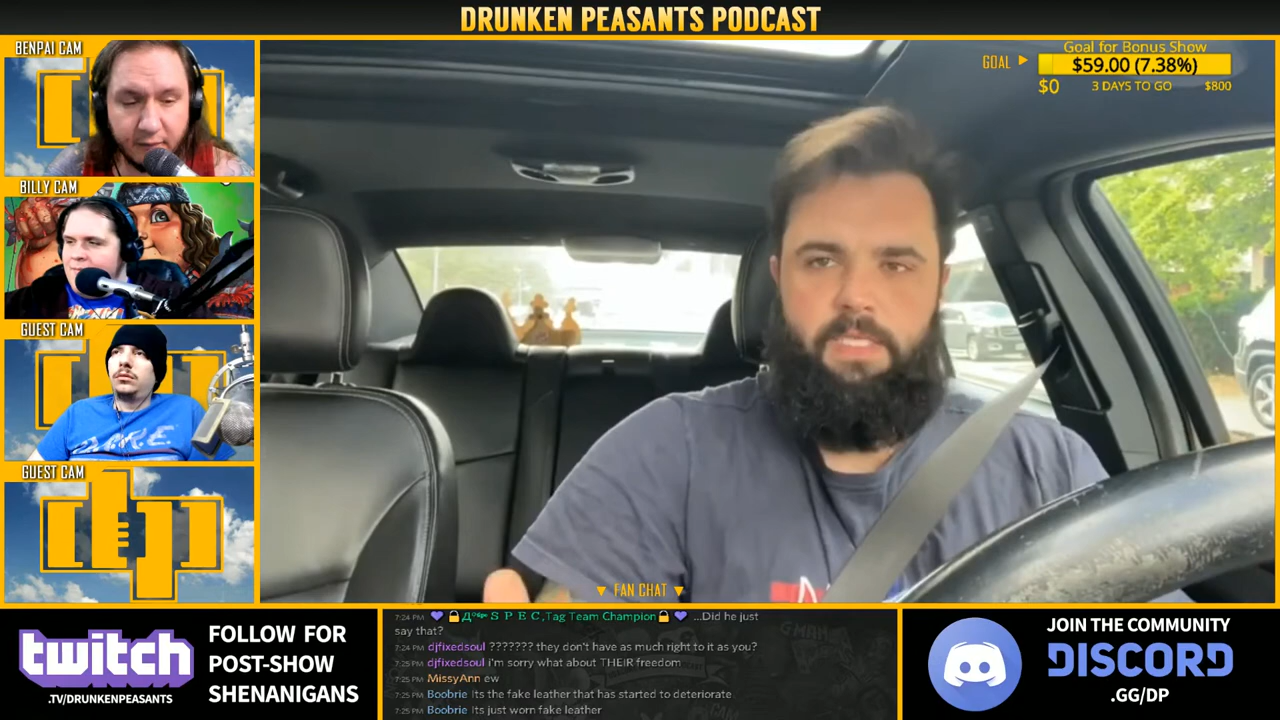 DRUNKEN PEASANTS PODCAST
BENPAI CAM
BILLY CAM
GUEST CAM
D.A.R.E.
GUEST CAM
Goal for Bonus Show
GOAL ▶ $59.00 (7.38%)
$0 3 DAYS TO GO $800
▼ FAN CHAT ▼
twitch
.TV/DRUNKENPEASANTS
FOLLOW FOR
POST-SHOW
SHENANIGANS
7:24 PM S P E C,Tag Team Champion ...Did he just
say that?
7:24 PM djfixedsoul ??????? they don't have as much right to it as you?
7:25 PM djfixedsoul i'm sorry what about THEIR freedom
7:25 PM MissyAnn ew
7:25 PM Boobrie Its the fake leather that has started to deteriorate
7:25 PM Boobrie Its just worn fake leather
JOIN THE COMMUNITY
DISCORD
.GG/DP